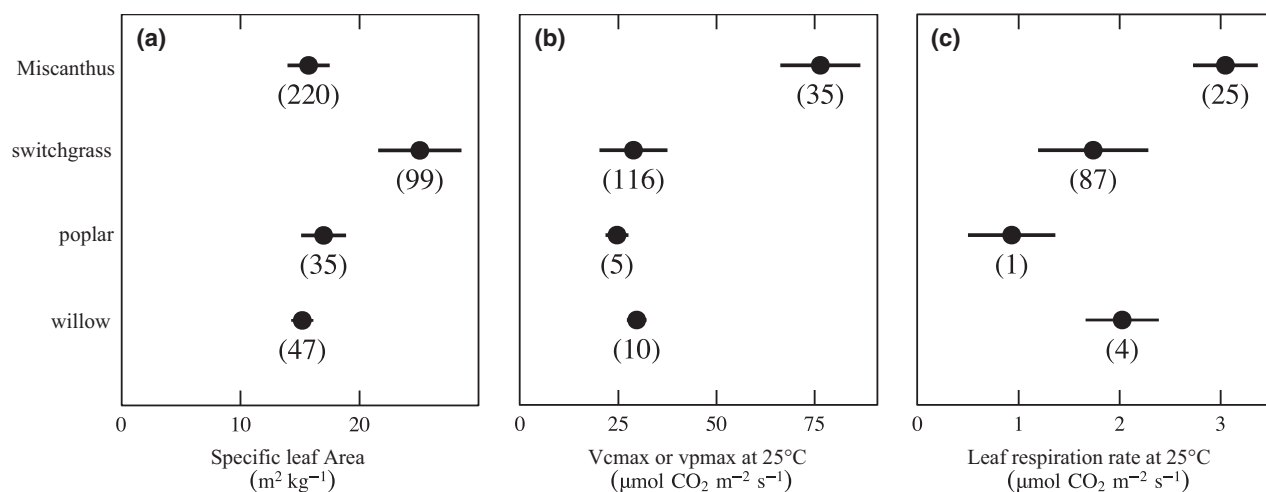 (a)
(b)
(c)
Miscanthus
(220)
(35)
(25)
switchgrass
(99)
(116)
(87)
poplar
(35)
(5)
(1)
willow
(47)
(10)
(4)
0 10 20
0 25 50 75
0 1 2 3
Specific leaf Area
(m² kg⁻¹)
Vcmax or vpmax at 25°C
(µmol CO₂ m⁻² s⁻¹)
Leaf respiration rate at 25°C
(µmol CO₂ m⁻² s⁻¹)